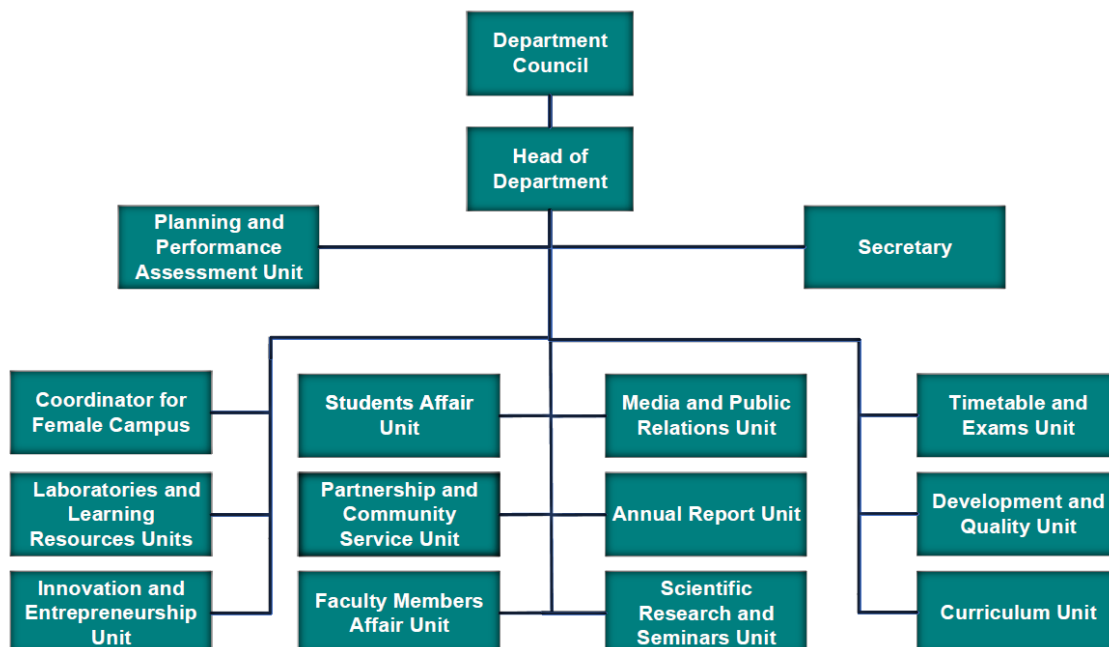 Department
Council
Head of
Department
Planning and
Performance
Assessment Unit
Secretary
Coordinator for
Female Campus
Students Affair
Unit
Media and Public
Relations Unit
Timetable and
Exams Unit
Laboratories and
Learning
Resources Units
Partnership and
Community
Service Unit
Annual Report Unit
Development and
Quality Unit
Innovation and
Entrepreneurship
Unit
Faculty Members
Affair Unit
Scientific
Research and
Seminars Unit
Curriculum Unit